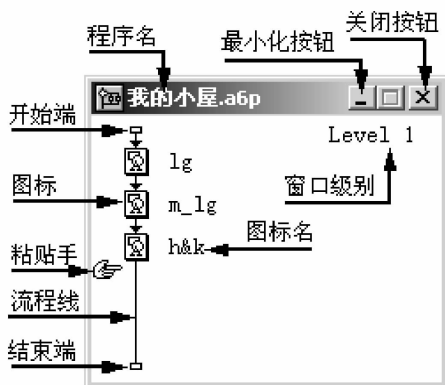 程序名
最小化按钮
关闭按钮
我的小屋.a6p
开始端
Level 1
lg
图标
窗口级别
m_lg
图标名
h&k
粘贴手
流程线
结束端